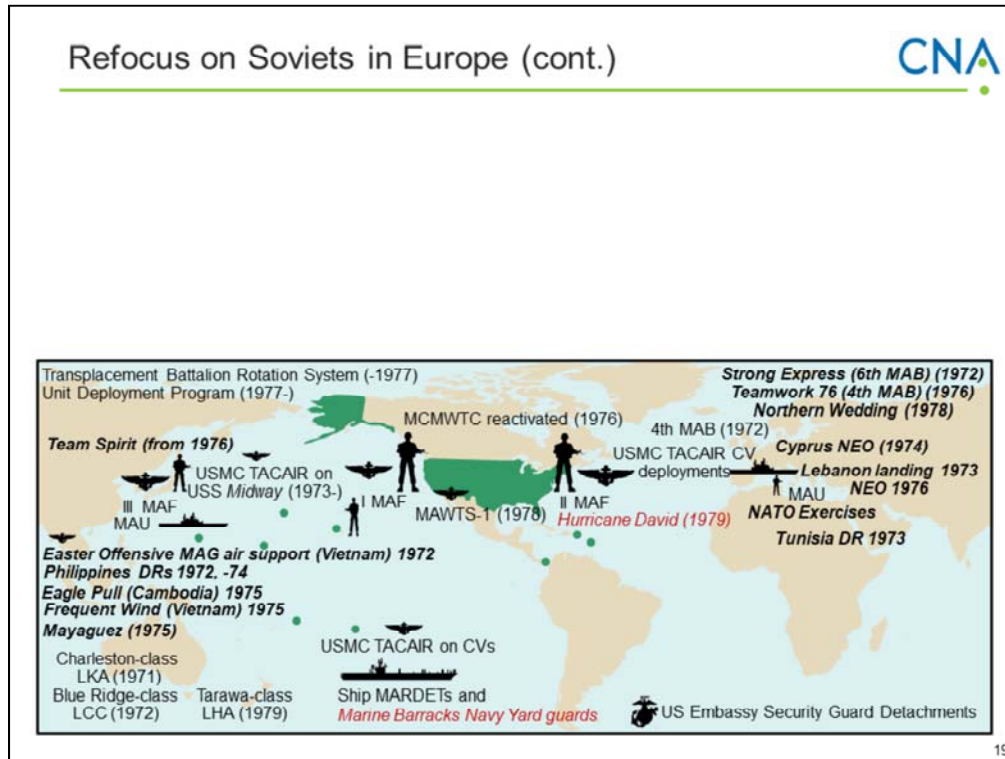 Refocus on Soviets in Europe (cont.)
CNA
Transplacement Battalion Rotation System (-1977)
Unit Deployment Program (1977-)
Strong Express (6th MAB) (1972)
Teamwork 76 (4th MAB) (1976)
Northern Wedding (1978)
MCMWTC reactivated (1976)
4th MAB (1972)
Team Spirit (from 1976)
USMC TACAIR on
USS Midway (1973-)
USMC TACAIR CV
deployments
Cyprus NEO (1974)
Lebanon landing 1973
NEO 1976
III MAF
MAU
I MAF
MAWTS-1 (1978)
II MAF
Hurricane David (1979)
MAU
NATO Exercises
Tunisia DR 1973
Easter Offensive MAG air support (Vietnam) 1972
Philippines DRs 1972, -74
Eagle Pull (Cambodia) 1975
Frequent Wind (Vietnam) 1975
Mayaguez (1975)
Charleston-class
LKA (1971)
Blue Ridge-class
LCC (1972)
Tarawa-class
LHA (1979)
USMC TACAIR on CVs
Ship MARDETs and
Marine Barracks Navy Yard guards
US Embassy Security Guard Detachments
19